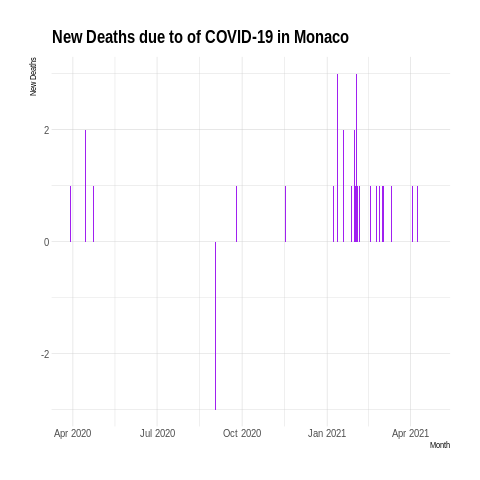 New Deaths due to of COVID-19 in Monaco
New Deaths
2
0
-2
Apr 2020 Jul 2020 Oct 2020 Jan 2021 Apr 2021
Month